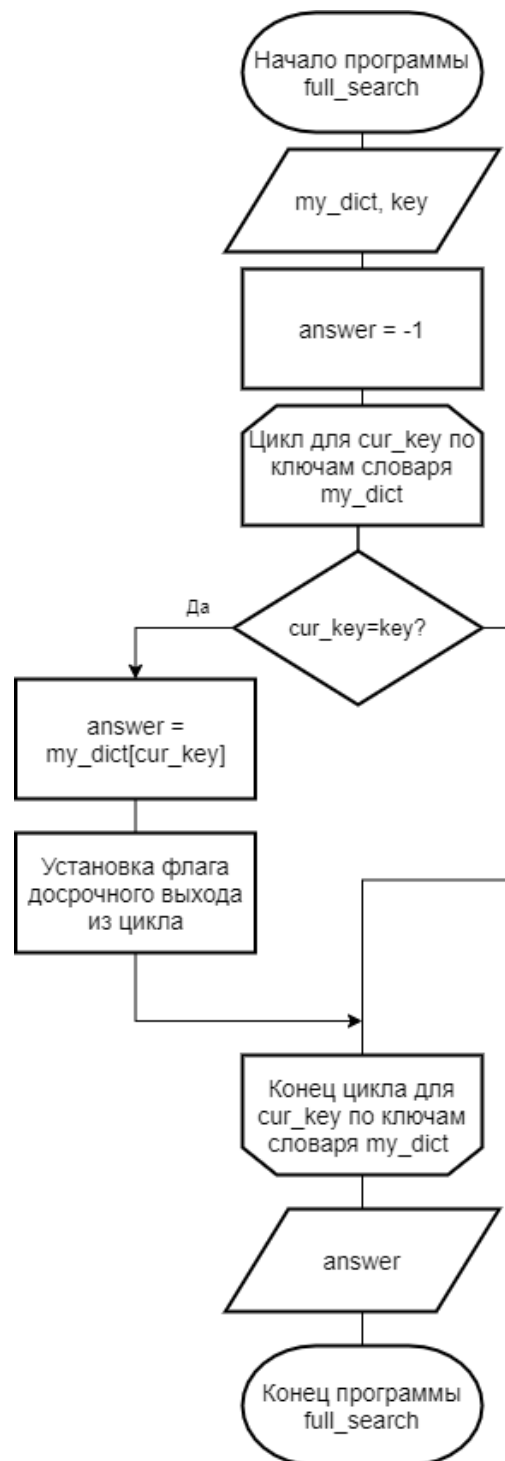 Начало программы
full_search
my_dict, key
answer = -1
Цикл для cur_key по
ключам словаря
my_dict
cur_key=key?
Да
answer =
my_dict[cur_key]
Установка флага
досрочного выхода
из цикла
Конец цикла для
cur_key по ключам
словаря my_dict
answer
Конец программы
full_search